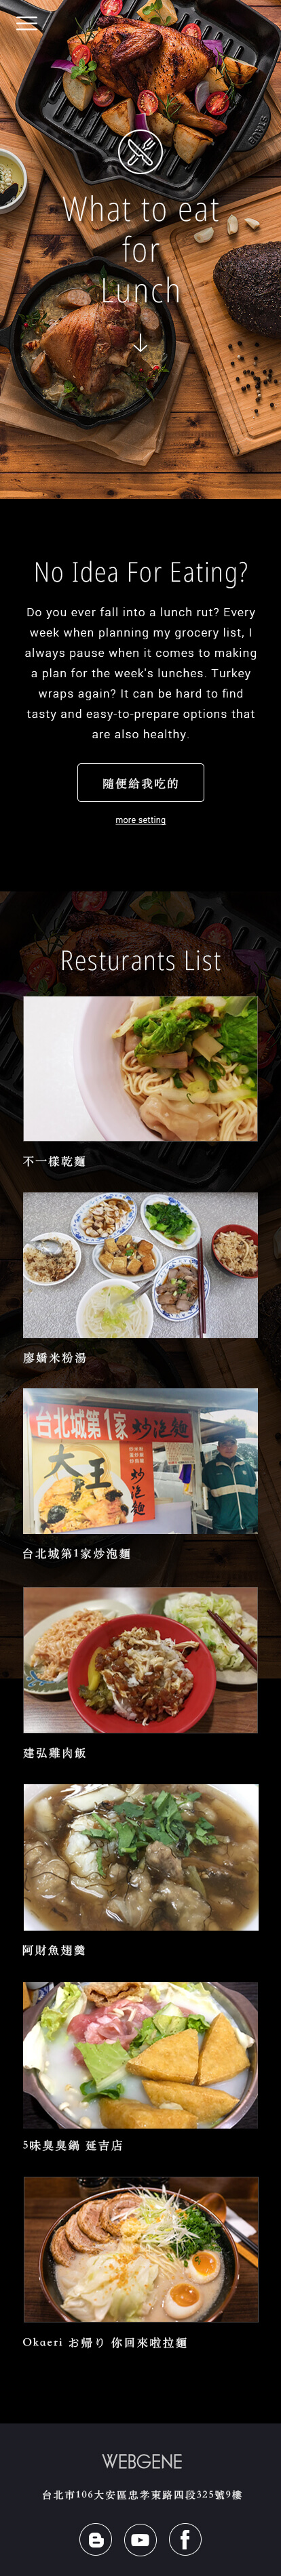 STAUB
What to eat
for
Lunch
No Idea For Eating?
Do you ever fall into a lunch rut? Every
week when planning my grocery list, I
always pause when it comes to making
a plan for the week's lunches. Turkey
wraps again? It can be hard to find
tasty and easy-to-prepare options that
are also healthy.
隨便給我吃的
more setting
Resturants List
不一樣乾麵
廖嬌米粉湯
台北城第1家 炒泡麵
大王
炒泡麵
台北城第1家炒泡麵
建弘雞肉飯
阿財魚翅羹
5味臭臭鍋 延吉店
Okaeri お帰り 你回來啦拉麵
WEBGENE
台北市106大安區忠孝東路四段325號9樓